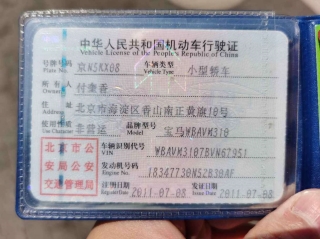 中华人民共和国机动车行驶证
Vehicle License of the People's Republic of China
号牌号码 京N5KX08 车辆类型 小型轿车
Plate No. Vehicle Type
所有人 付
住址 北京市海淀区香山南正黄旗10号
使用性质 非营运 品牌型号 宝马WBAVM310
Use Character
车辆识别代号 WBAVM3107BVN67951
VIN
发动机号码 18347730N52B30AF
Engine No.
北京市公
安局公安
交通管理局
注册日期 2011-07-08 发证日期 2011-07-08
Register Date Issue Date